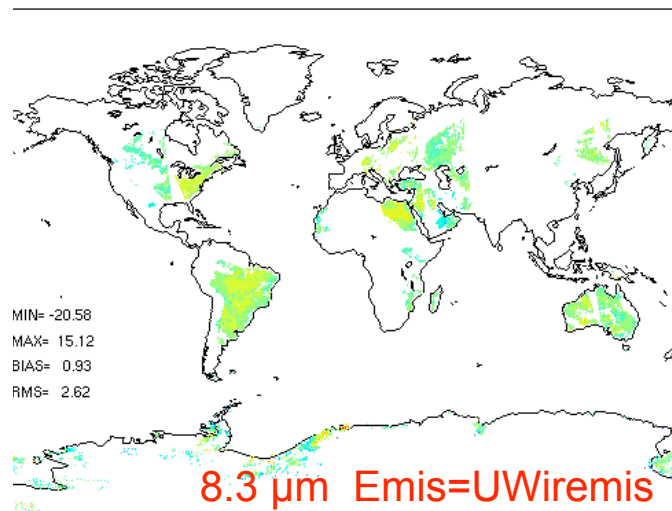 MIN= -20.58
MAX= 15.12
BIAS= 0.93
RMS= 2.62
8.3 µm Emis=UWiremis